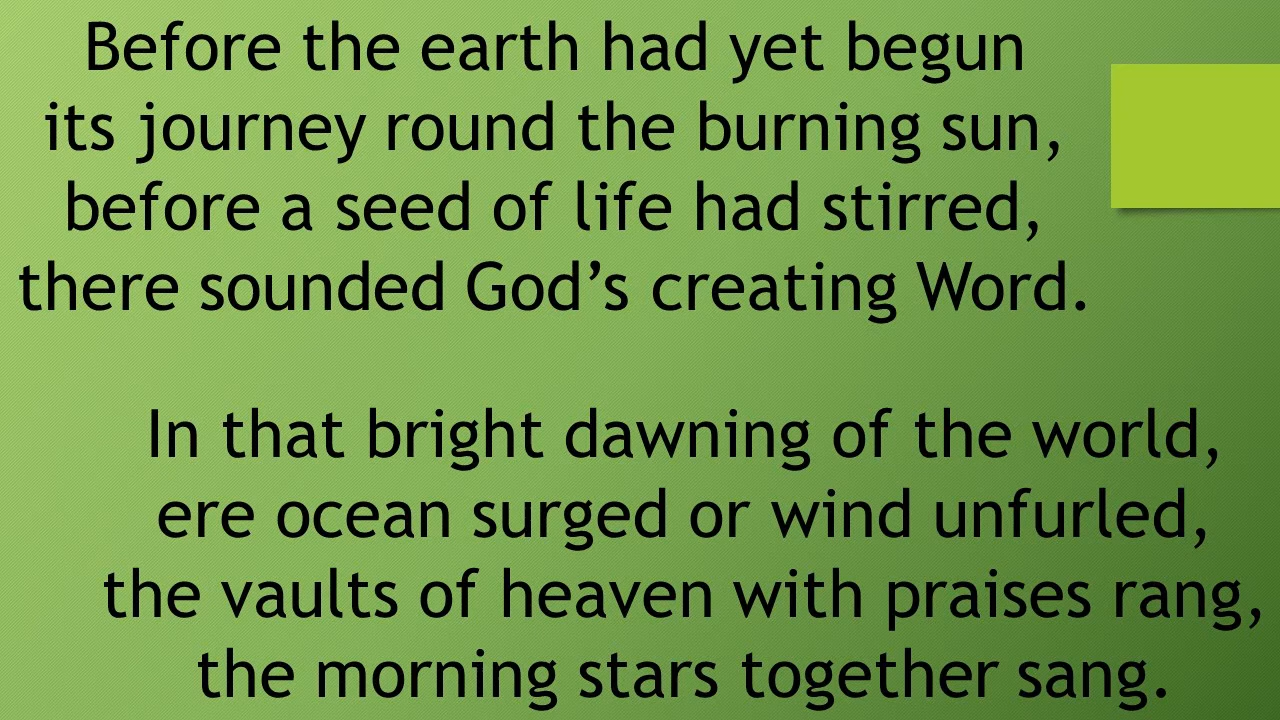 Before the earth had yet begun
its journey round the burning sun,
before a seed of life had stirred,
there sounded God’s creating Word.
In that bright dawning of the world,
ere ocean surged or wind unfurled,
the vaults of heaven with praises rang,
the morning stars together sang.